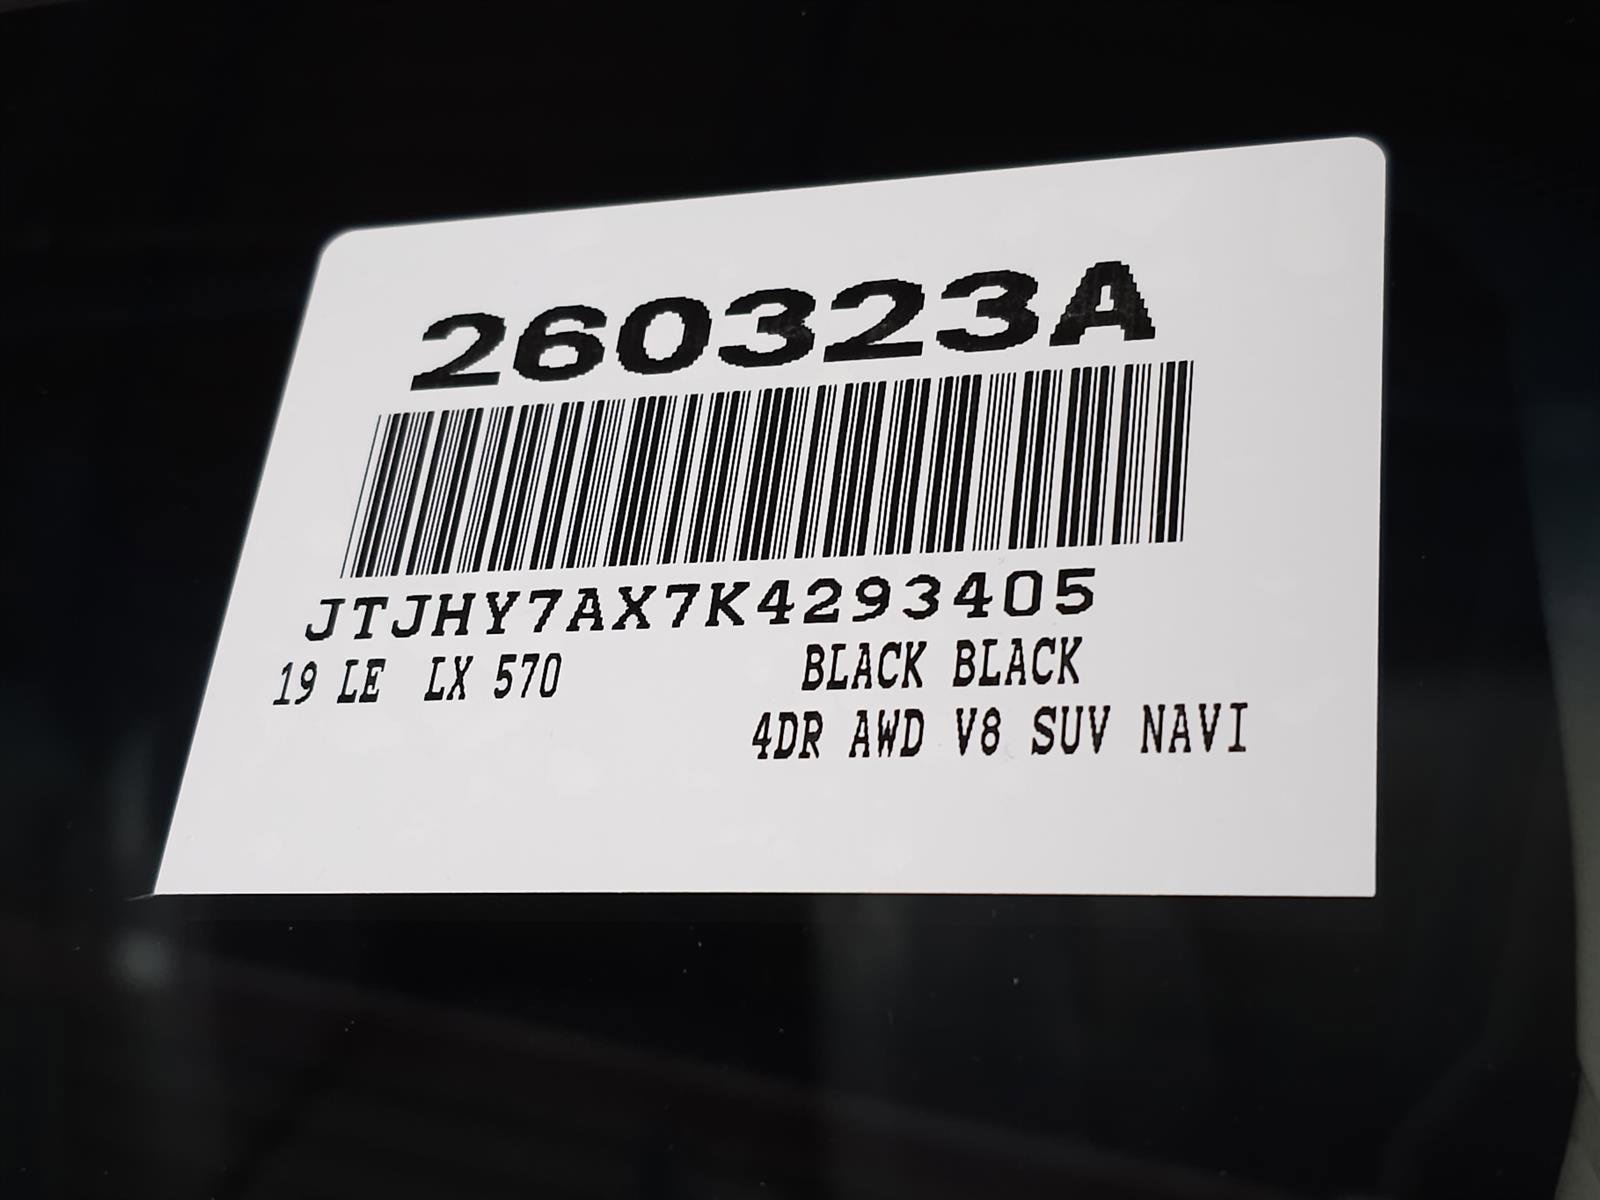 260323A
JTJHY7AX7K4293405
19 LE LX 570 BLACK BLACK
4DR AWD V8 SUV NAVI